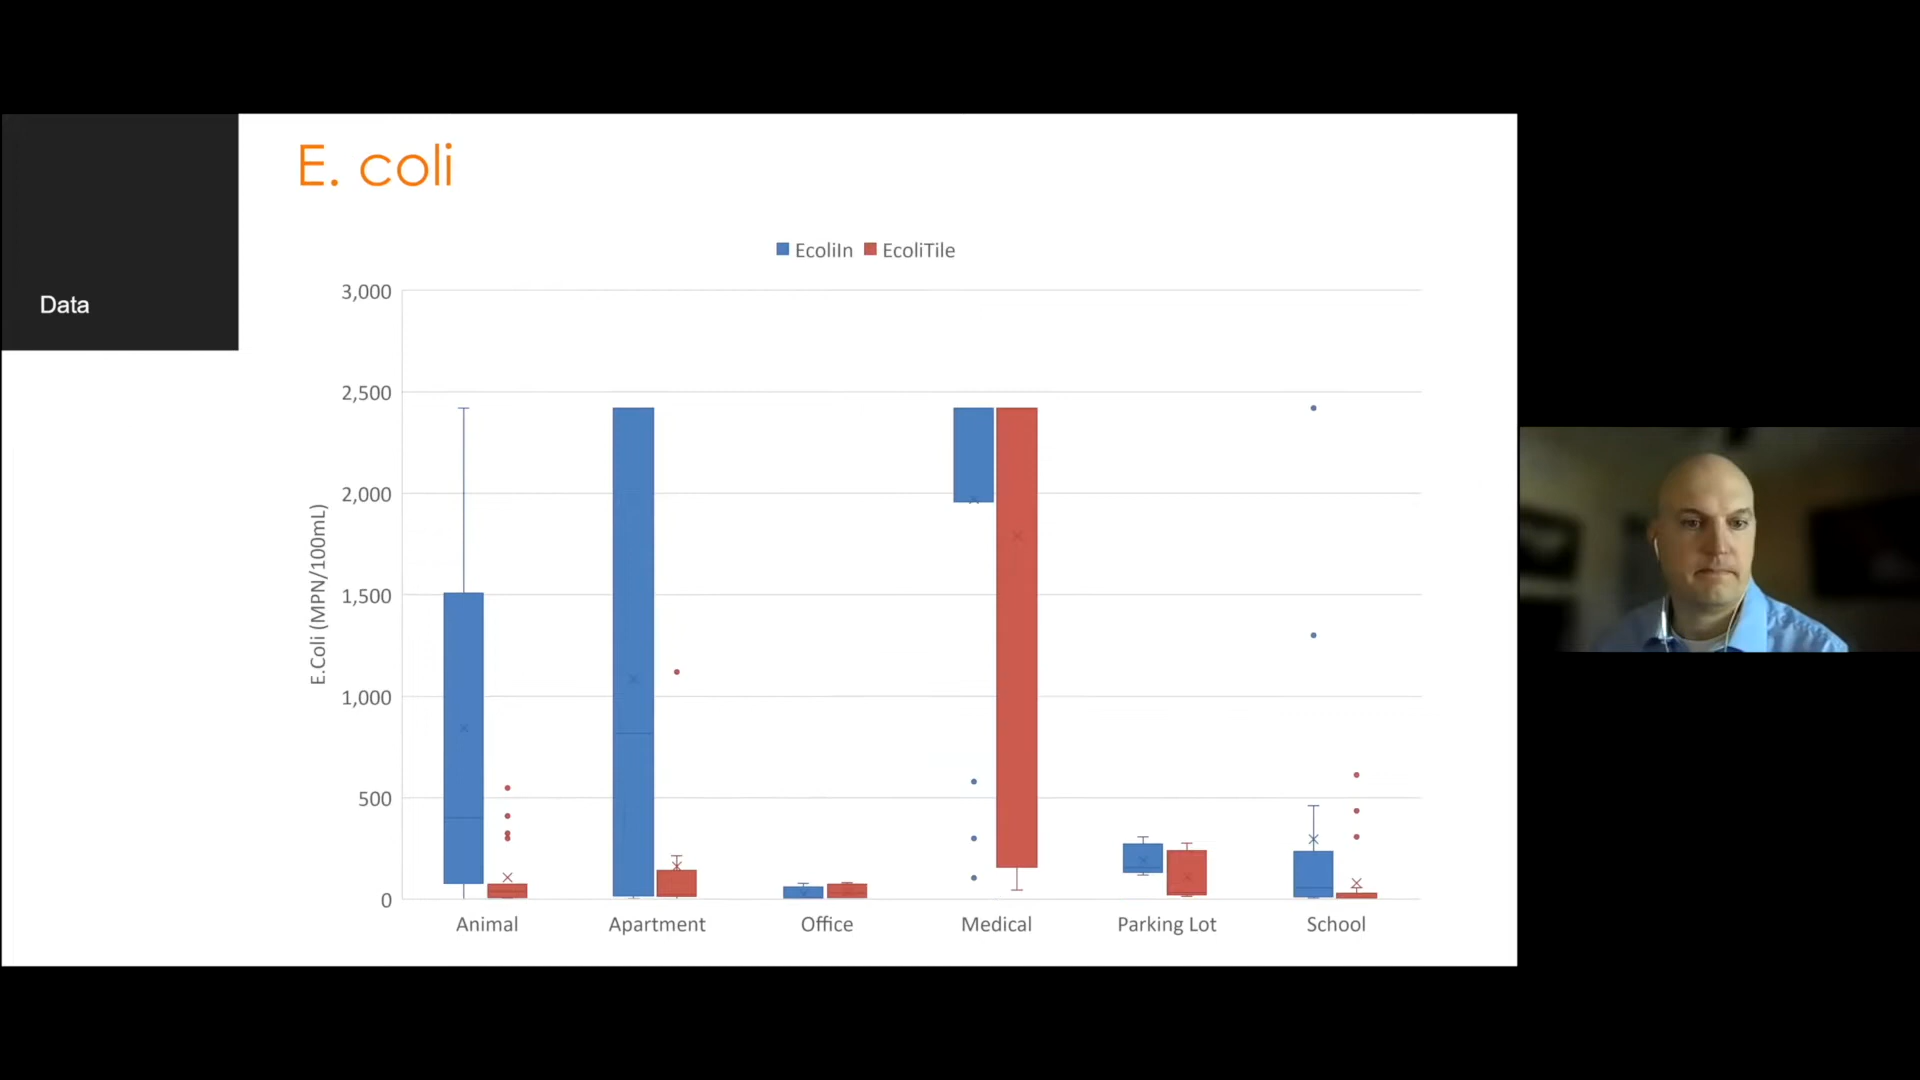 E. coli
Data
EcoliIn EcoliTile
3,000
2,500
2,000
1,500
1,000
500
0
E.Coli (MPN/100mL)
Animal Apartment Office Medical Parking Lot School